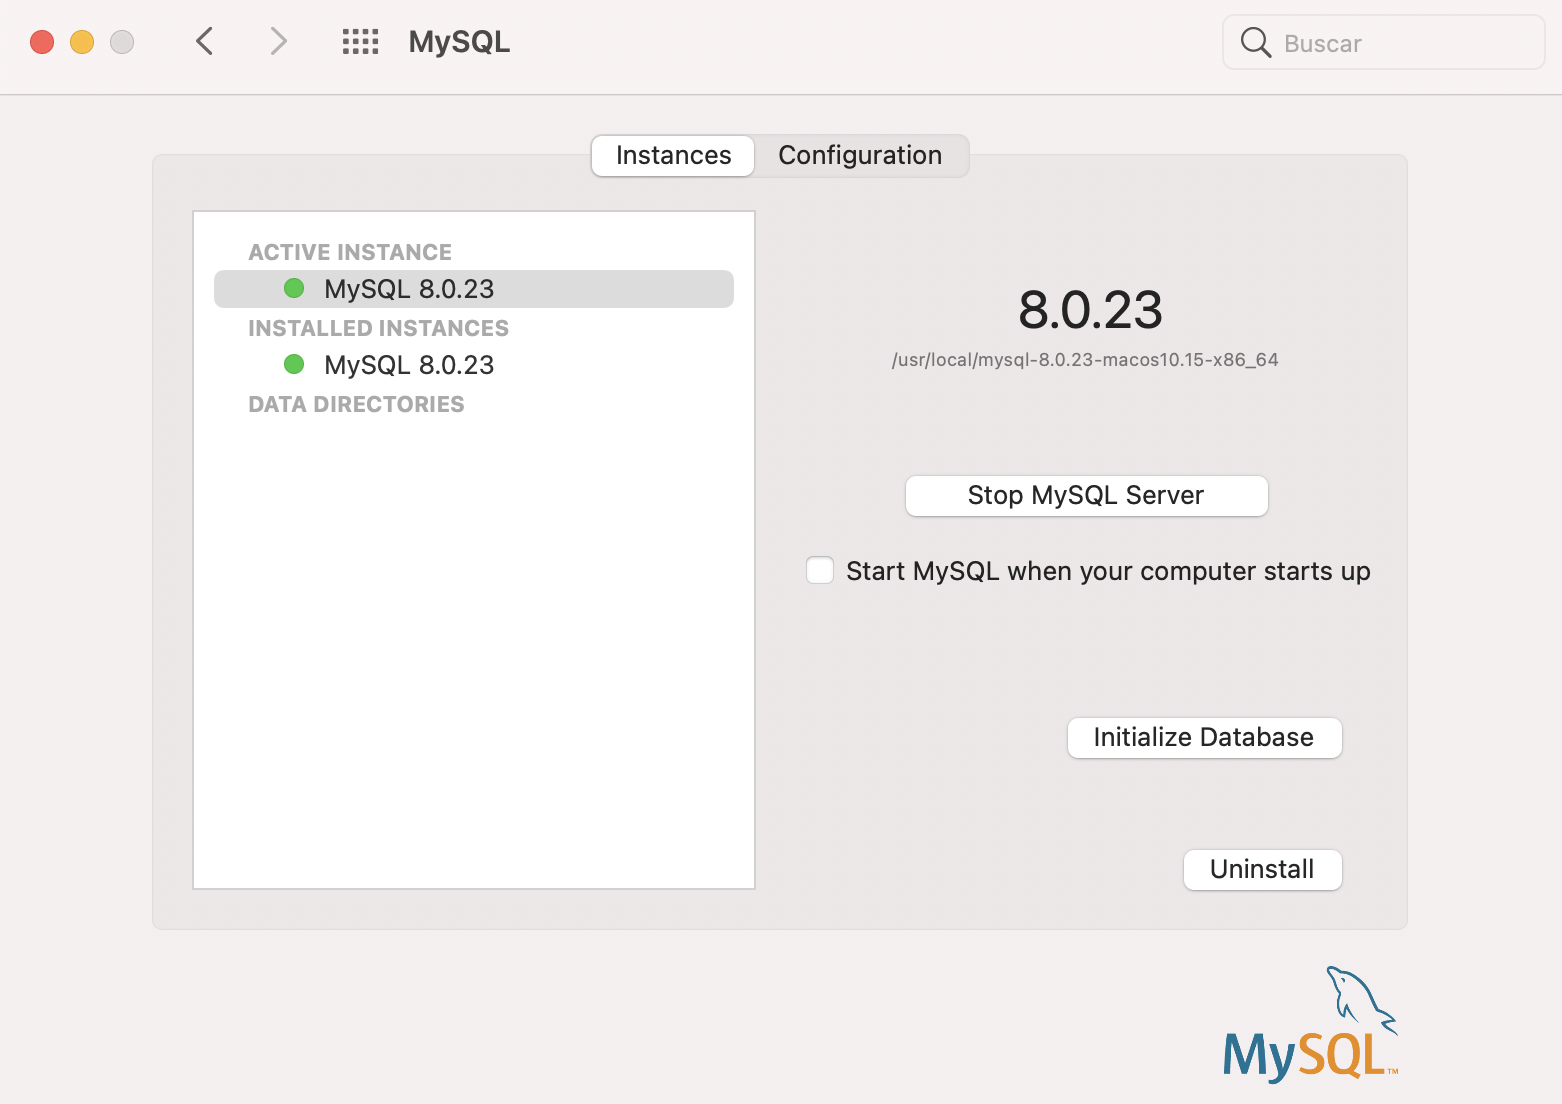 MySQL
Buscar
Instances
Configuration
ACTIVE INSTANCE
MySQL 8.0.23
INSTALLED INSTANCES
MySQL 8.0.23
DATA DIRECTORIES
8.0.23
/usr/local/mysql-8.0.23-macos10.15-x86_64
Stop MySQL Server
Start MySQL when your computer starts up
Initialize Database
Uninstall
MySQL™